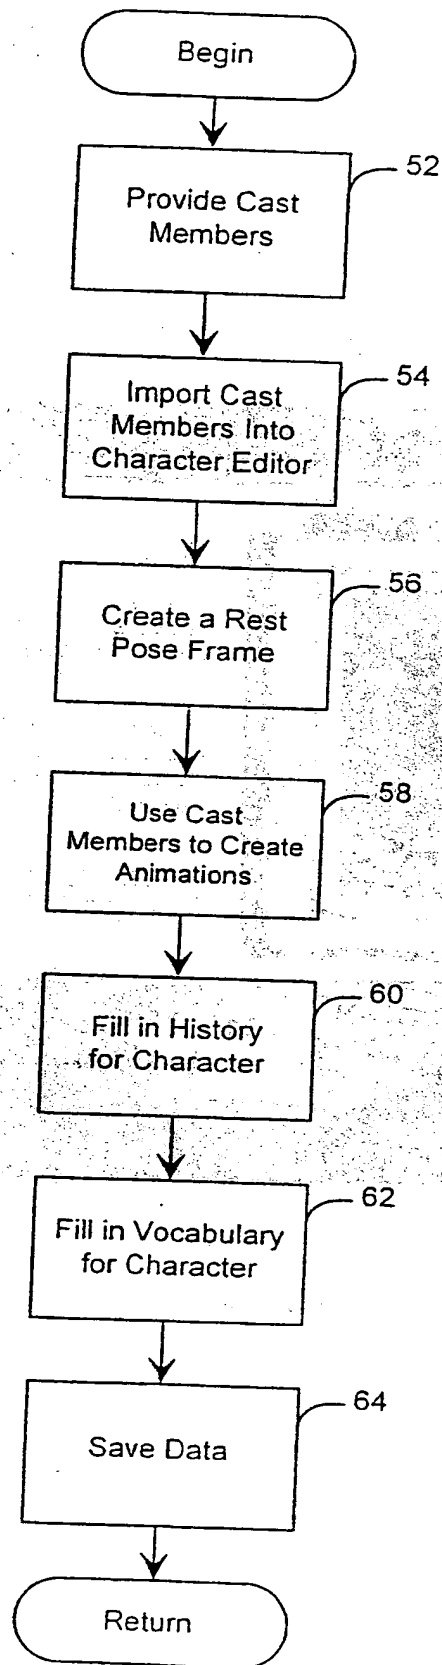 Begin
52
Provide Cast
Members
54
Import Cast
Members Into
Character Editor
56
Create a Rest
Pose Frame
58
Use Cast
Members to Create
Animations
60
Fill in History
for Character
62
Fill in Vocabulary
for Character
64
Save Data
Return